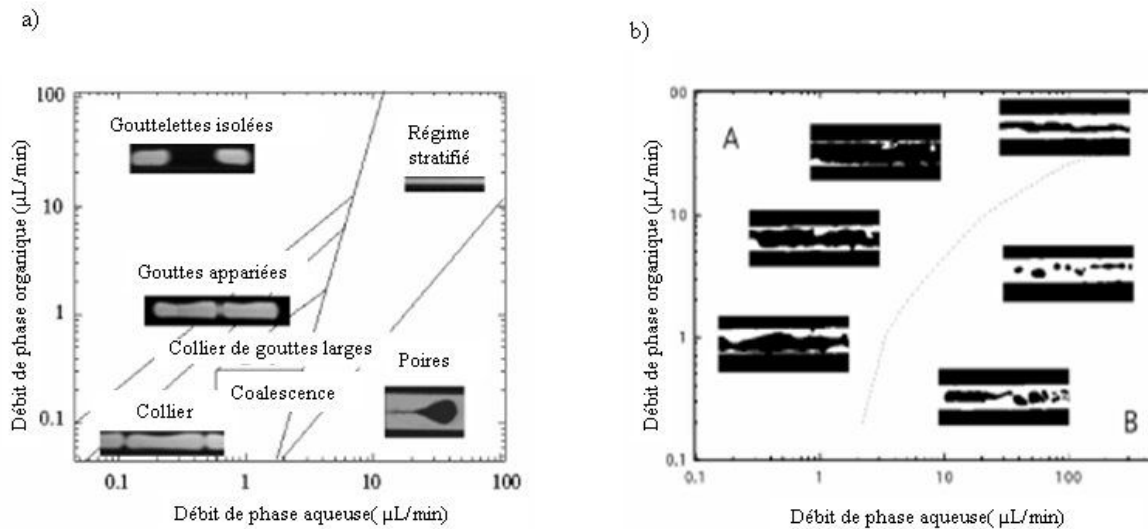 a)
100
10
1
0.1
Débit de phase organique (µL/min)
Gouttelettes isolées
Régime
stratifié
Gouttes appariées
Collier de gouttes larges
Coalescence
Poires
Collier
0.1
1
10
100
Débit de phase aqueuse( µL/min)
b)
00
10
1
0.1
Débit de phase organique (µL/min)
A
B
0.1
1
10
100
Débit de phase aqueuse( µL/min)